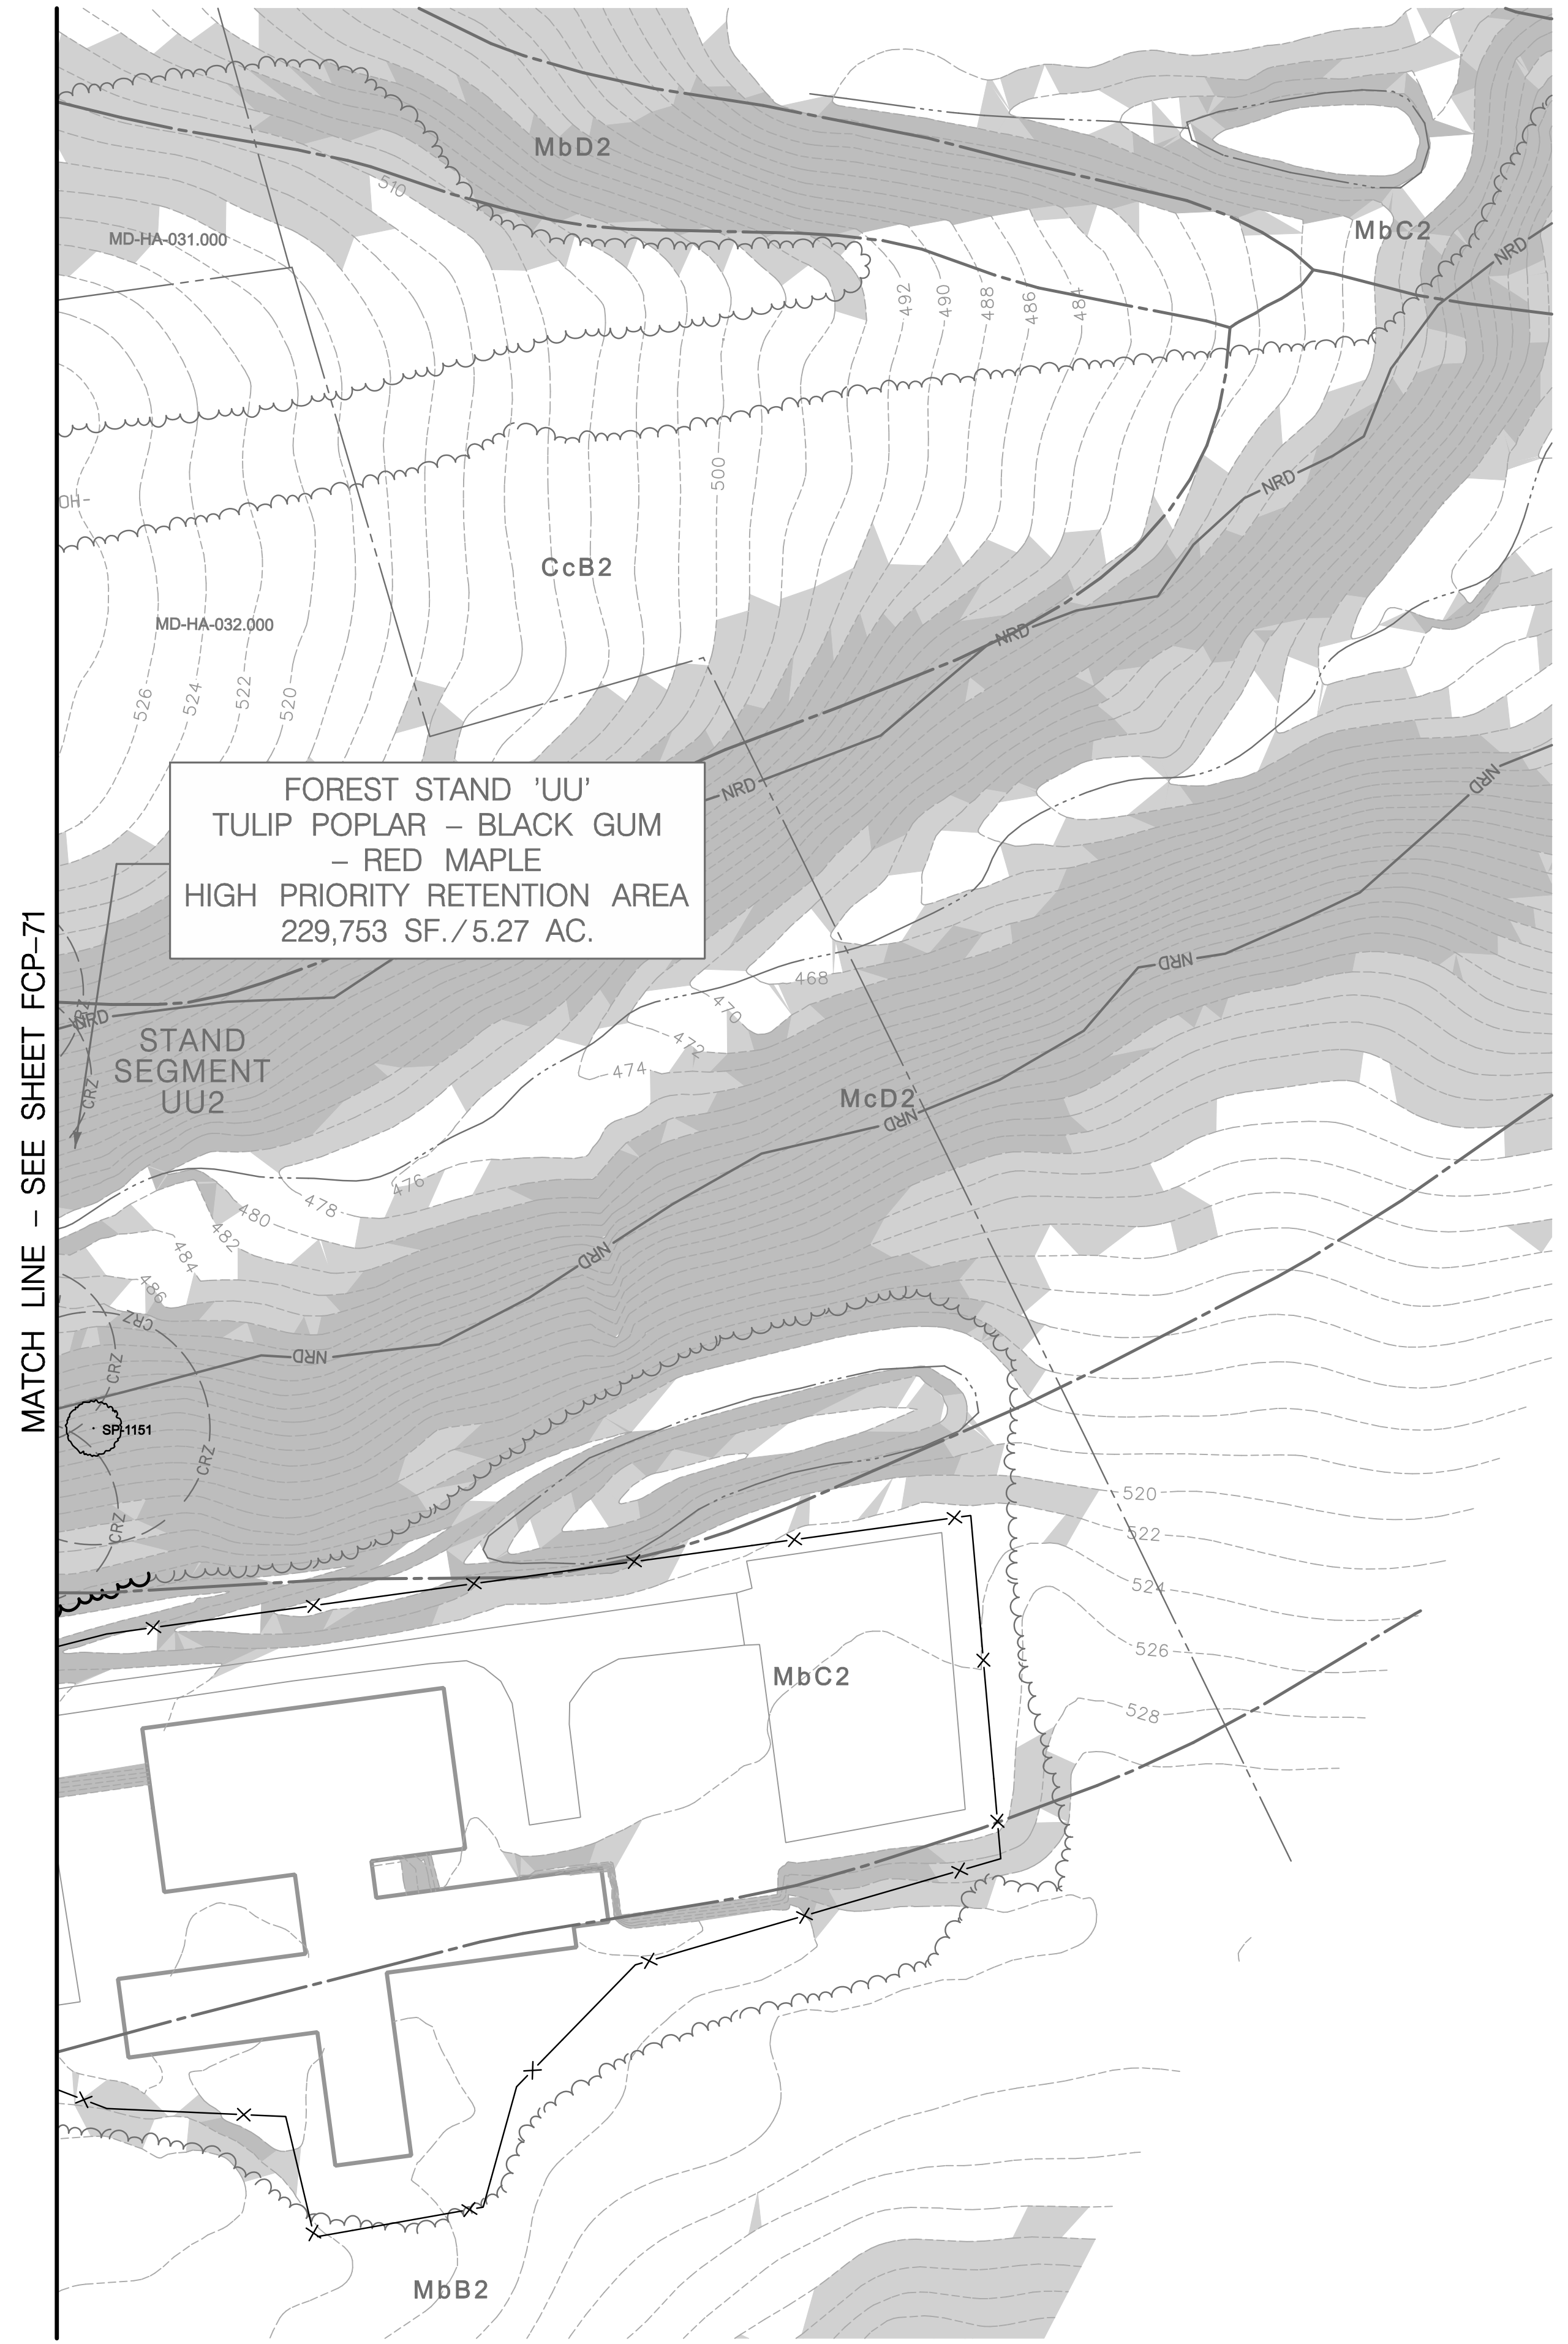 MbD2
510
MD-HA-031.000
MbC2
NRD
492
490
488
486
484
500
OH-
NRD
CcB2
MD-HA-032.000
NRD
526
524
522
520
FOREST STAND 'UU'
TULIP POPLAR – BLACK GUM
– RED MAPLE
HIGH PRIORITY RETENTION AREA
229,753 SF./5.27 AC.
NRD
NRD
MATCH LINE – SEE SHEET FCP-71
468
470
472
474
NRD
CRZ
NRD
STAND
SEGMENT
UU2
CRZ
McD2
NRD
476
478
480
482
484
486
NRD
CRZ
CRZ
NRD
SP-1151
CRZ
CRZ
520
522
524
526
528
MbC2
MbB2